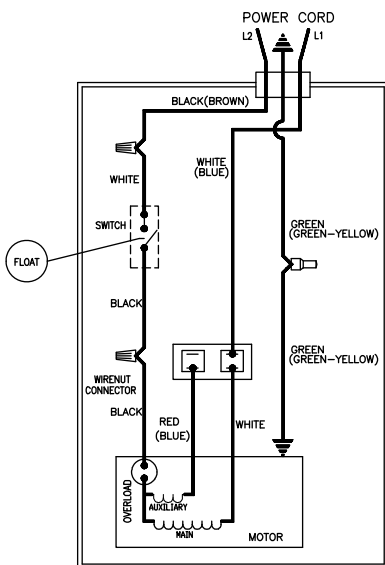 POWER CORD
L2
L1
BLACK(BROWN)
WHITE
(BLUE)
WHITE
SWITCH
GREEN
(GREEN-YELLOW)
FLOAT
BLACK
GREEN
(GREEN-YELLOW)
WIRENUT
CONNECTOR
BLACK
RED
(BLUE)
WHITE
OVERLOAD
AUXILIARY
MAIN
MOTOR